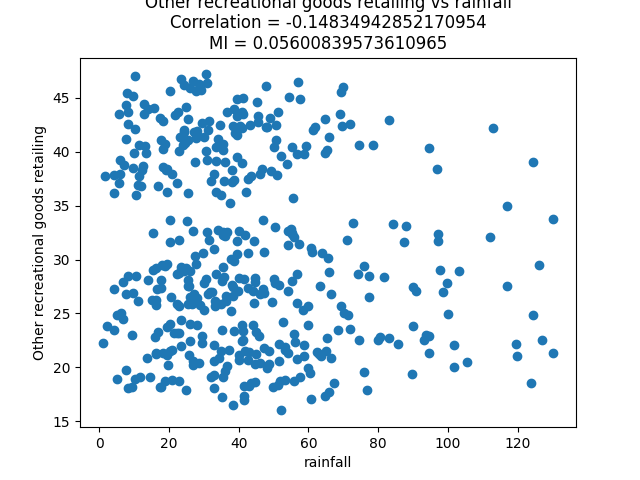 Other recreational goods retailing vs rainfall
Correlation = -0.14834942852170954
MI = 0.05600839573610965
Other recreational goods retailing
45
40
35
30
25
20
15
0 20 40 60 80 100 120
rainfall